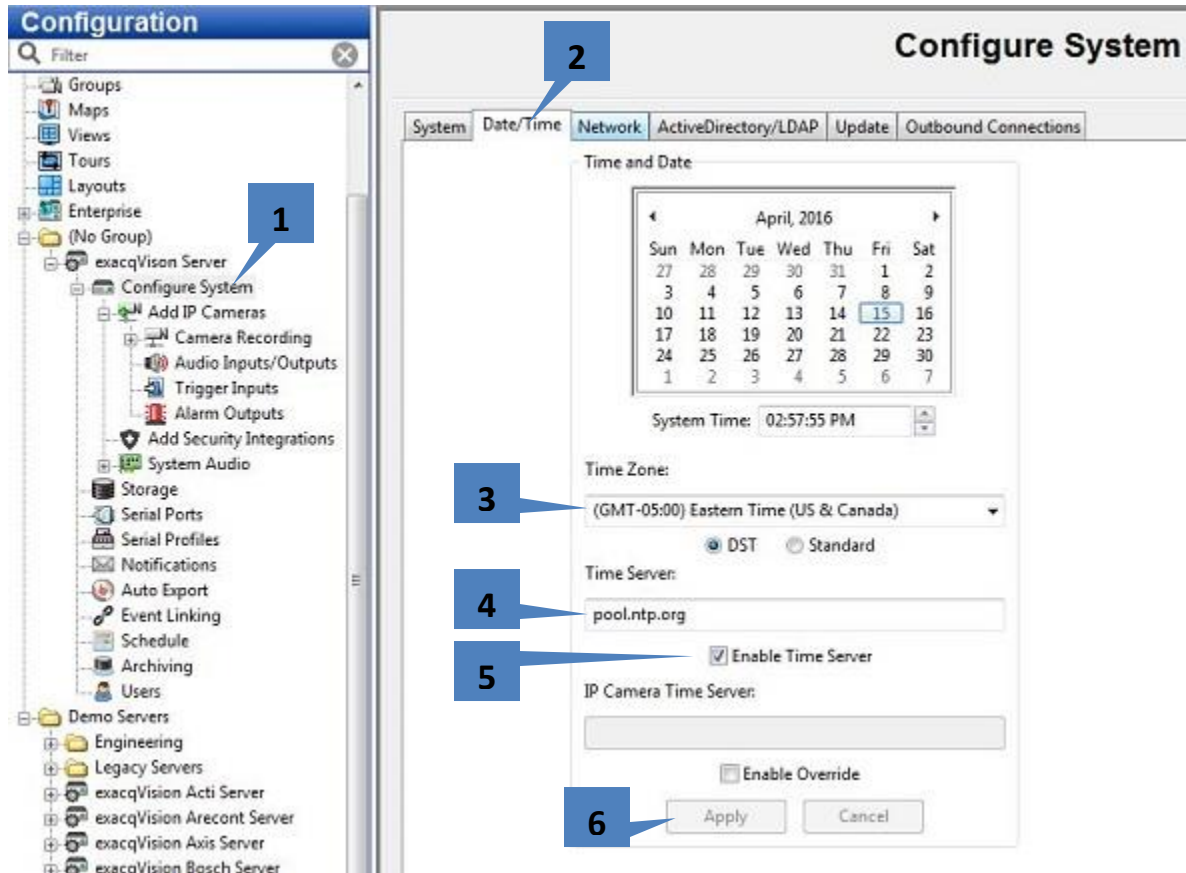 Configuration
Filter
Groups
Maps
Views
Tours
Layouts
Enterprise
(No Group)
exacqVison Server
Configure System
Add IP Cameras
Camera Recording
Audio Inputs/Outputs
Trigger Inputs
Alarm Outputs
Add Security Integrations
System Audio
Storage
Serial Ports
Serial Profiles
Notifications
Auto Export
Event Linking
Schedule
Archiving
Users
Demo Servers
Engineering
Legacy Servers
exacqVision Acti Server
exacqVision Arecont Server
exacqVision Axis Server
exacqVision Bosch Server
1
2
Configure System
System Date/Time Network ActiveDirectory/LDAP Update Outbound Connections
Time and Date
April, 2016
Sun Mon Tue Wed Thu Fri Sat
27 28 29 30 31 1 2
3 4 5 6 7 8 9
10 11 12 13 14 15 16
17 18 19 20 21 22 23
24 25 26 27 28 29 30
1 2 3 4 5 6 7
System Time: 02:57:55 PM
Time Zone:
3
(GMT-05:00) Eastern Time (US & Canada)
DST Standard
Time Server:
4
pool.ntp.org
5
Enable Time Server
IP Camera Time Server:
Enable Override
6
Apply Cancel